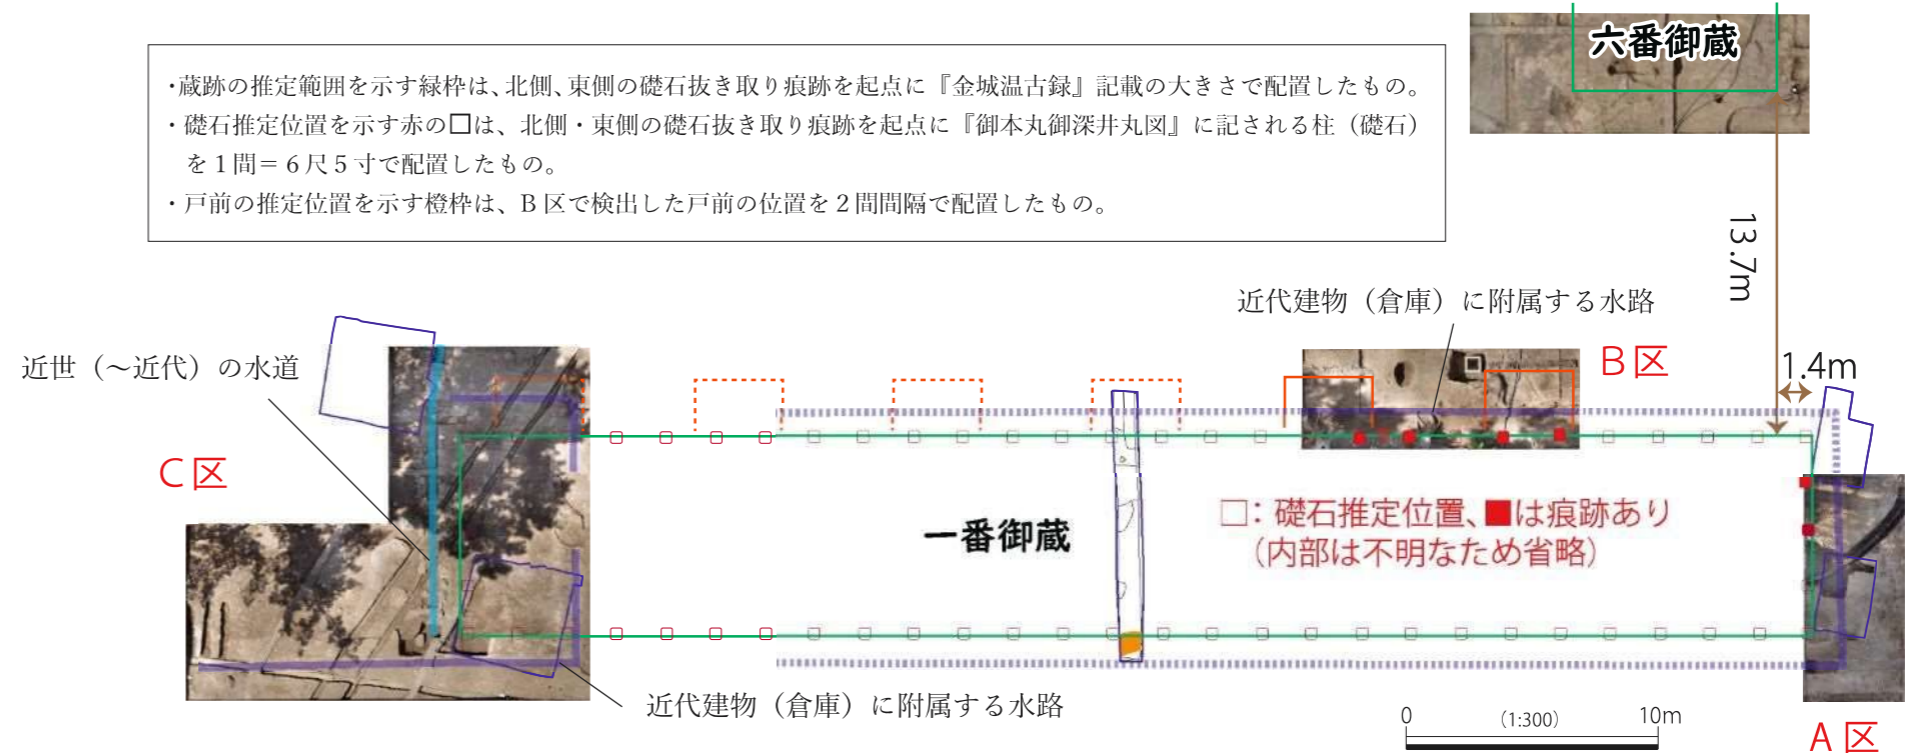 六番御蔵
・蔵跡の推定範囲を示す緑枠は、北側、東側の礎石抜き取り痕跡を起点に『金城温古録』記載の大きさで配置したもの。
・礎石推定位置を示す赤の□は、北側・東側の礎石抜き取り痕跡を起点に『御本丸御深井丸図』に記される柱（礎石）
を１間＝６尺５寸で配置したもの。
・戸前の推定位置を示す橙枠は、Ｂ区で検出した戸前の位置を２間間隔で配置したもの。
13.7m
近代建物（倉庫）に附属する水路
B区
1.4m
近世（～近代）の水道
C区
一番御蔵
□：礎石推定位置、■は痕跡あり
（内部は不明なため省略）
近代建物（倉庫）に附属する水路
0 (1:300) 10m
A区